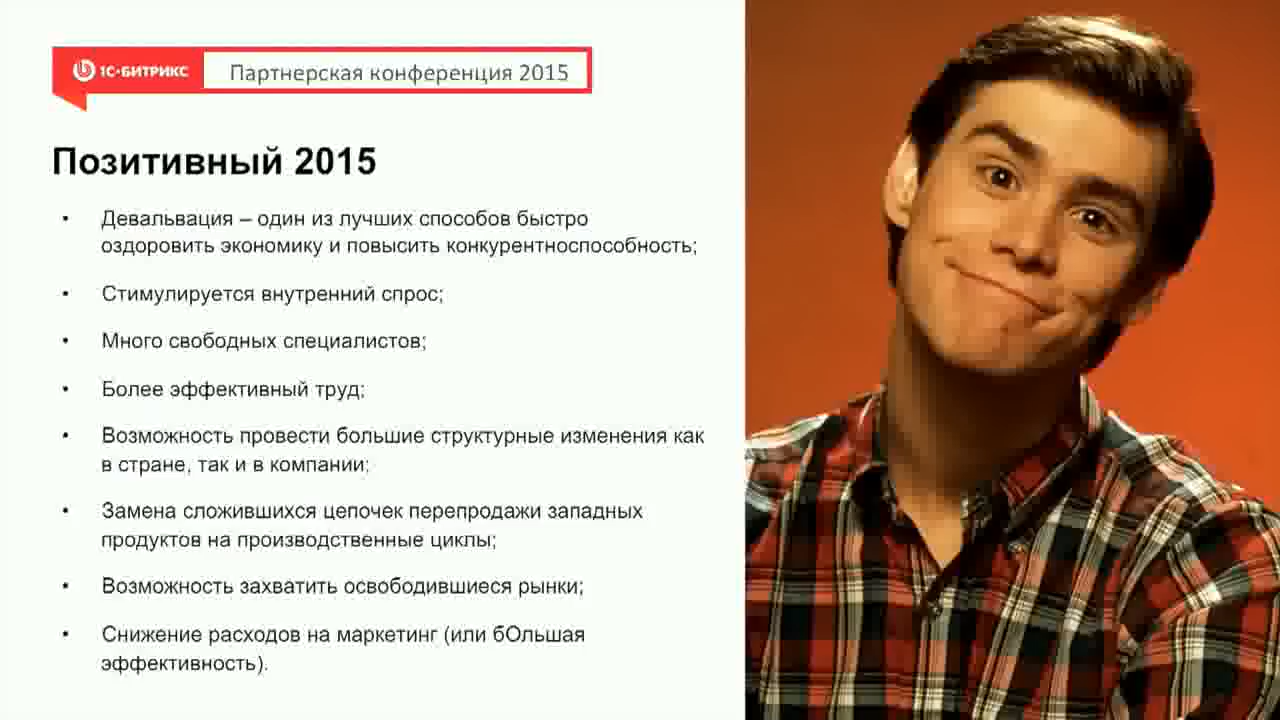 1С-БИТРИКС Партнерская конференция 2015
Позитивный 2015
• Девальвация – один из лучших способов быстро
оздоровить экономику и повысить конкурентноспособность;
• Стимулируется внутренний спрос;
• Много свободных специалистов;
• Более эффективный труд;
• Возможность провести большие структурные изменения как
в стране, так и в компании;
• Замена сложившихся цепочек перепродажи западных
продуктов на производственные циклы;
• Возможность захватить освободившиеся рынки;
• Снижение расходов на маркетинг (или бОльшая
эффективность).